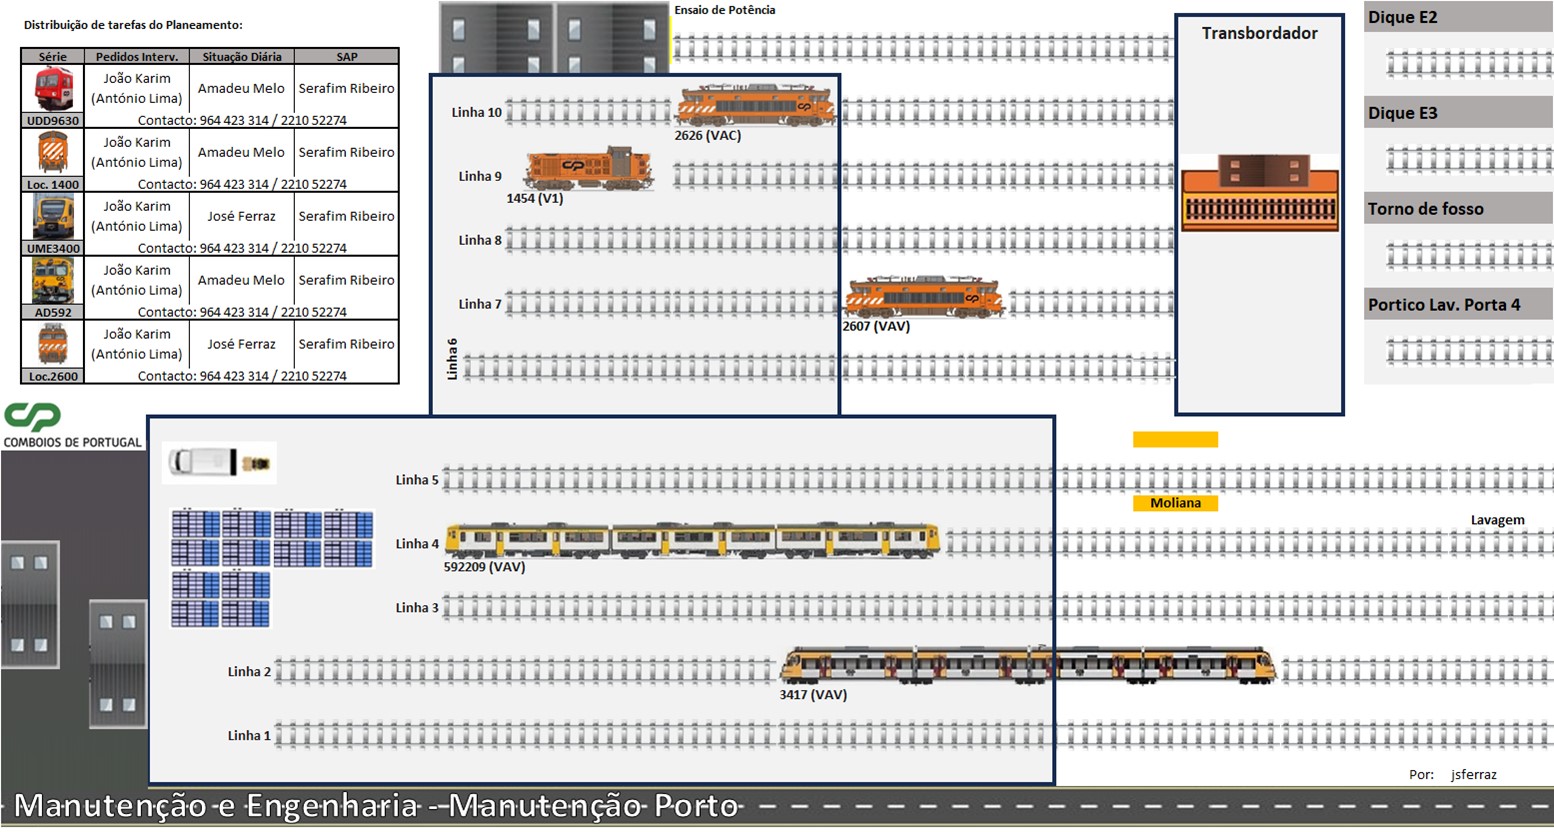 Distribuição de tarefas do Planeamento:
Série Pedidos Interv. Situação Diária SAP
João Karim
(António Lima) Amadeu Melo Serafim Ribeiro
UDD9630 Contacto: 964 423 314 / 2210 52274
João Karim
(António Lima) Amadeu Melo Serafim Ribeiro
Loc. 1400 Contacto: 964 423 314 / 2210 52274
João Karim
(António Lima) José Ferraz Serafim Ribeiro
UME3400 Contacto: 964 423 314 / 2210 52274
João Karim
(António Lima) Amadeu Melo Serafim Ribeiro
AD592 Contacto: 964 423 314 / 2210 52274
João Karim
(António Lima) José Ferraz Serafim Ribeiro
Loc.2600 Contacto: 964 423 314 / 2210 52274
Ensaio de Potência
Transbordador
Dique E2
Dique E3
Torno de fosso
Portico Lav. Porta 4
Linha 10
2626 (VAC)
Linha 9
1454 (V1)
Linha 8
Linha 7
2607 (VAV)
Linha 6
CP
COMBOIOS DE PORTUGAL
Linha 5
Moliana
Lavagem
Linha 4
592209 (VAV)
Linha 3
Linha 2
3417 (VAV)
Linha 1
Por: jsferraz
Manutenção e Engenharia - Manutenção Porto